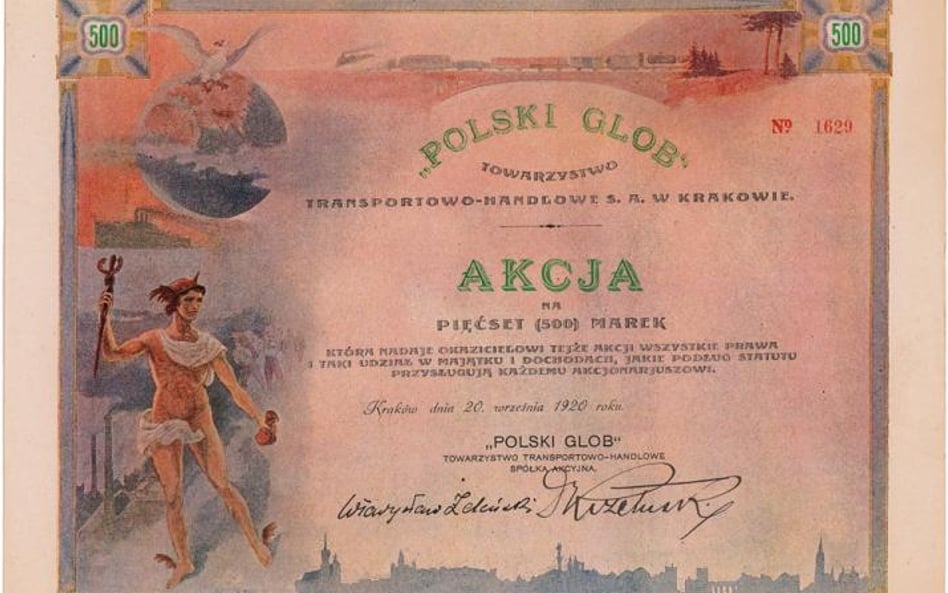 500
500
„POLSKI GLOB“
Nº 1629
TOWARZYSTWO
TRANSPORTOWO-HANDLOWE S. A. W KRAKOWIE.
AKCJA
NA
PIĘĆSET (500) MAREK
KTÓRA NADAJE OKAZICIELOWI TEJŻE AKCJI WSZYSTKIE PRAWA
I TAKI UDZIAŁ W MAJĄTKU I DOCHODACH, JAKIE PODŁUG STATUTU
PRZYSŁUGUJĄ KAŻDEMU AKCJONARJUSZOWI.
Kraków dnia 20. września 1920 roku.
„POLSKI GLOB“
TOWARZYSTWO TRANSPORTOWO-HANDLOWE
SPÓŁKA AKCYJNA.
Władysław